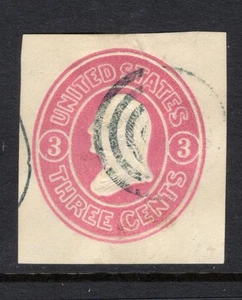 UNITED STATES
3 3
THREE CENTS